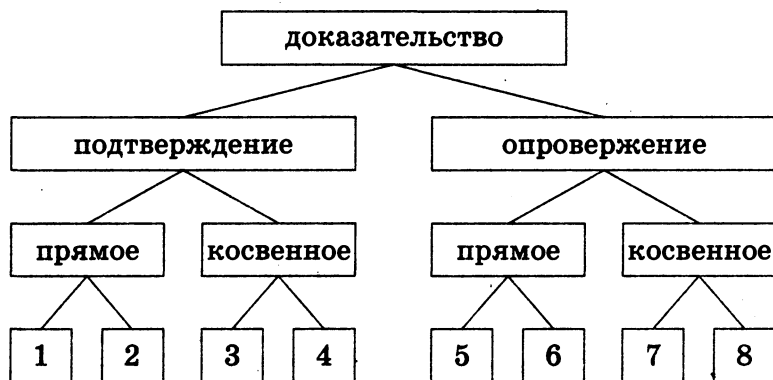 доказательство
подтверждение опровержение
прямое косвенное прямое косвенное
1 2 3 4 5 6 7 8